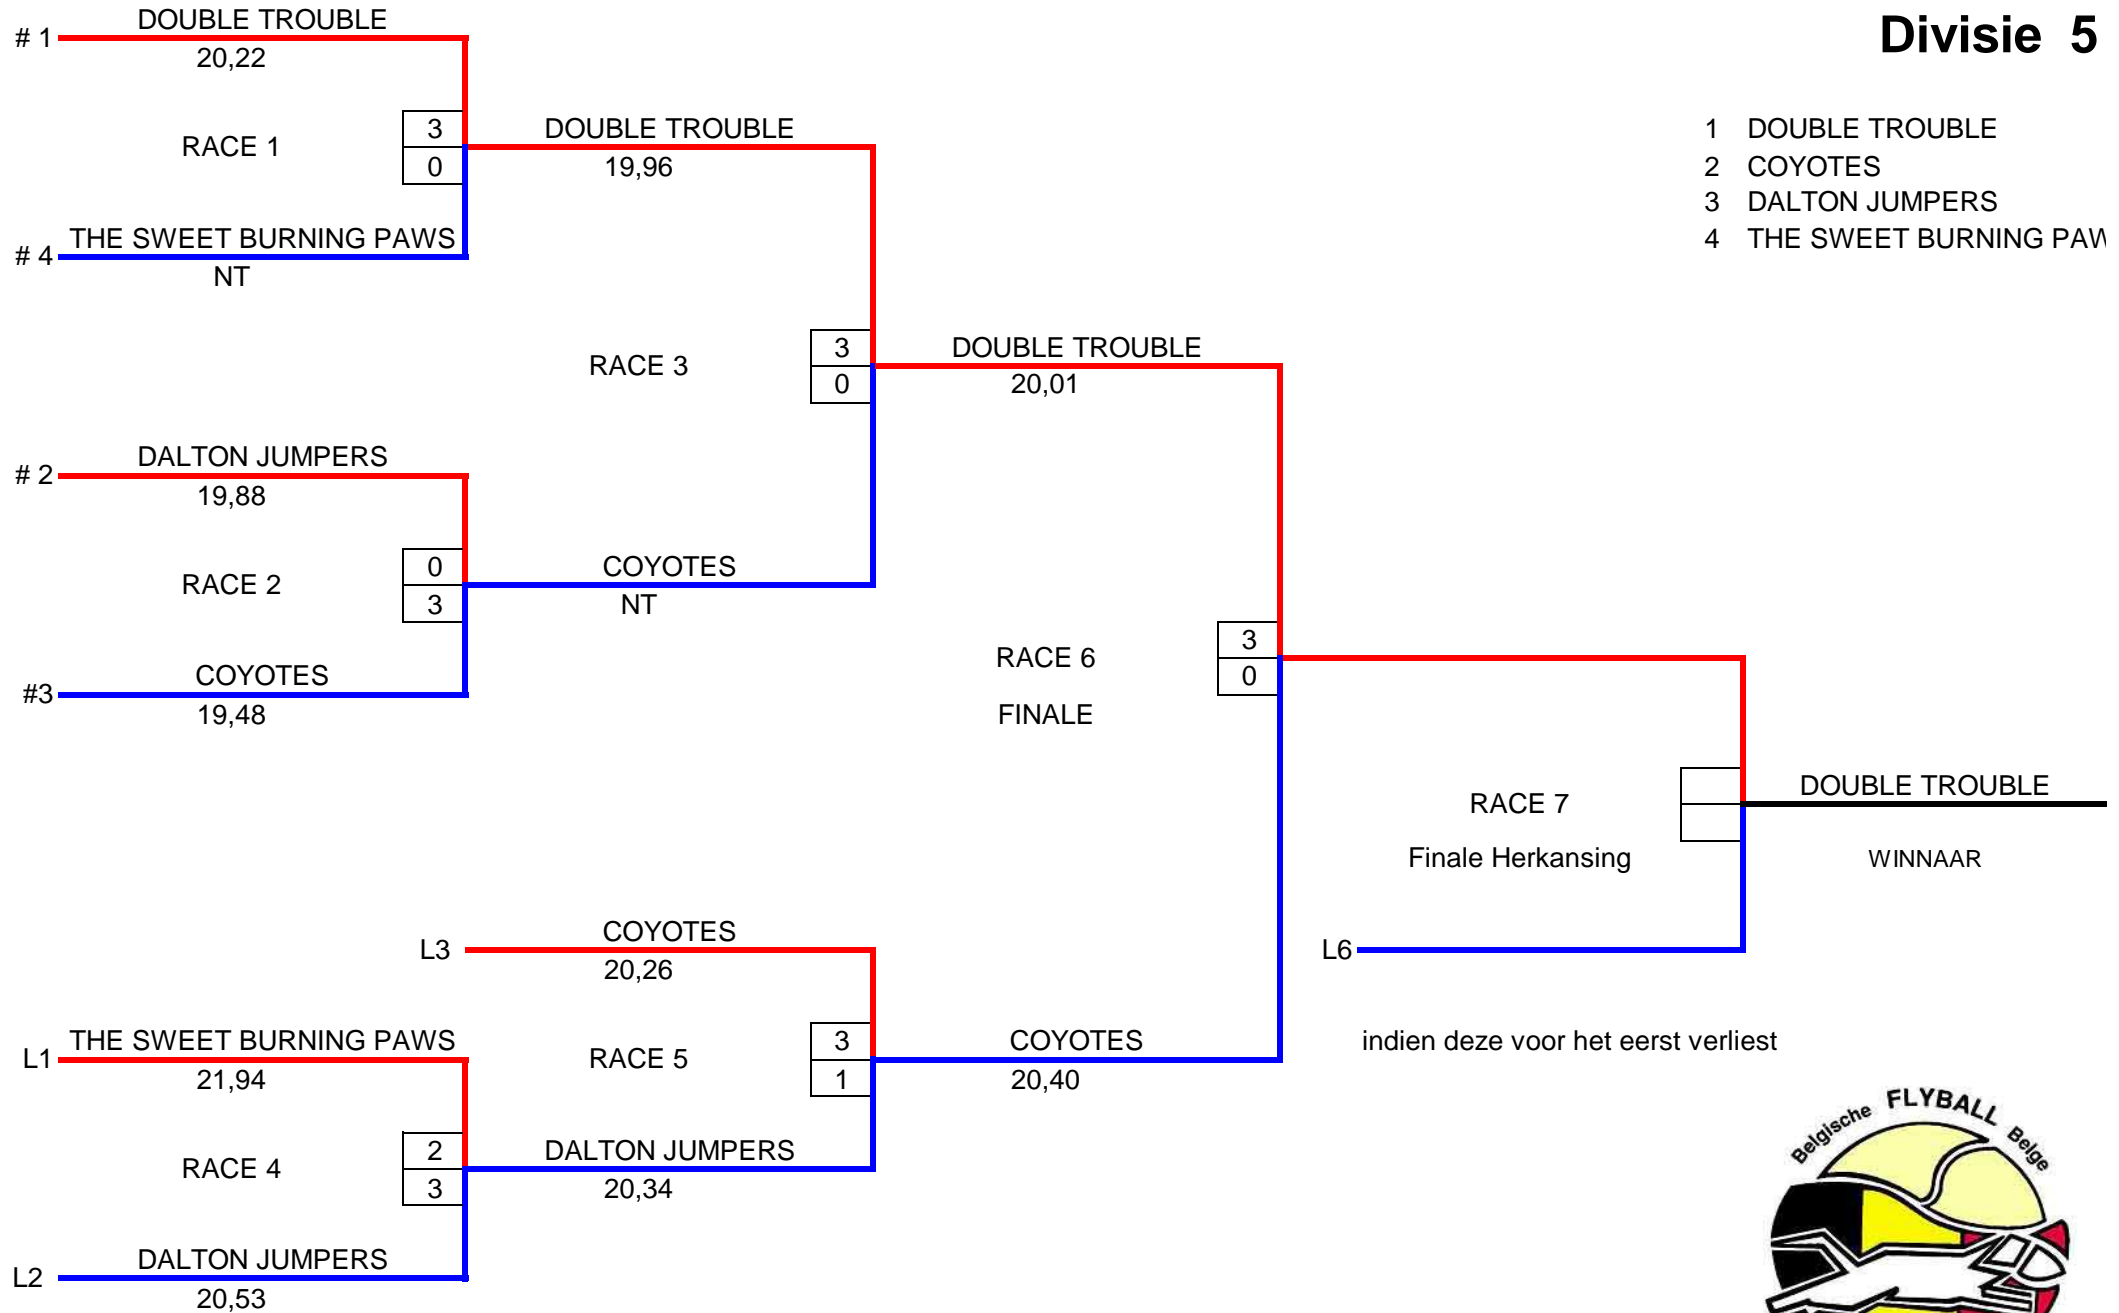 Divisie 5
1 DOUBLE TROUBLE
2 COYOTES
3 DALTON JUMPERS
4 THE SWEET BURNING PAW
# 1
DOUBLE TROUBLE
20,22
RACE 1
3
0
# 4
THE SWEET BURNING PAWS
NT
DOUBLE TROUBLE
19,96
RACE 3
3
0
# 2
DALTON JUMPERS
19,88
RACE 2
0
3
#3
COYOTES
19,48
COYOTES
NT
DOUBLE TROUBLE
20,01
RACE 6
FINALE
3
0
RACE 7
Finale Herkansing
DOUBLE TROUBLE
WINNAAR
L6
indien deze voor het eerst verliest
L3
COYOTES
20,26
RACE 5
3
1
COYOTES
20,40
L1
THE SWEET BURNING PAWS
21,94
RACE 4
2
3
DALTON JUMPERS
20,34
L2
DALTON JUMPERS
20,53
Belgische FLYBALL Belge